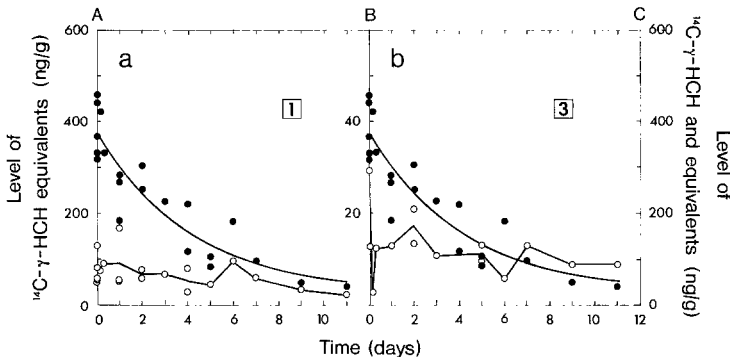 A B C
600 600
a b
1 3
400 40 400
200 20 200
0 0 0
0 2 4 6 8 10 0 2 4 6 8 10
Time (days)
Level of
¹⁴C-γ-HCH equivalents (ng/g)
Level of
¹⁴C-γ-HCH and equivalents (ng/g)